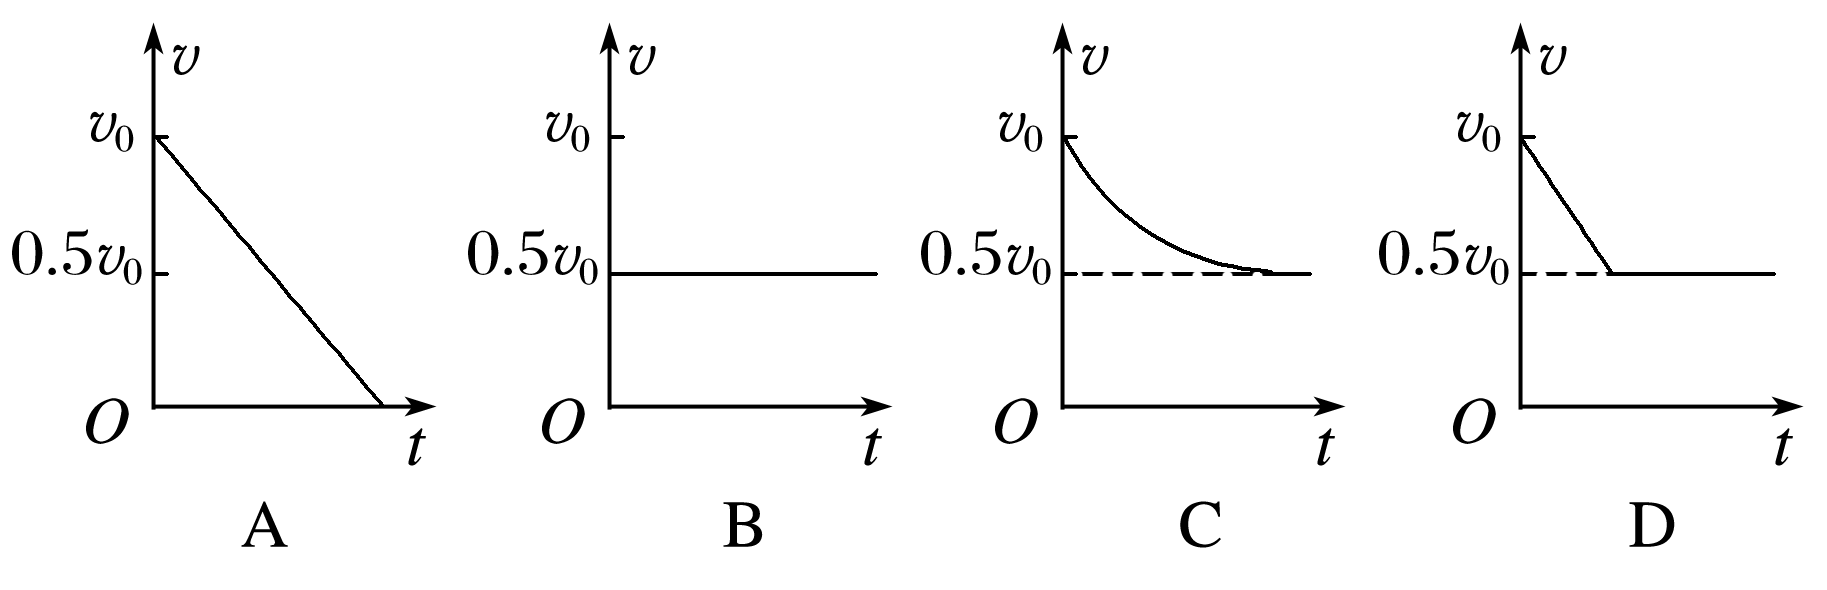 v v v v
v₀ v₀ v₀ v₀
0.5v₀ 0.5v₀ 0.5v₀ 0.5v₀
O t O t O t O t
A B C D